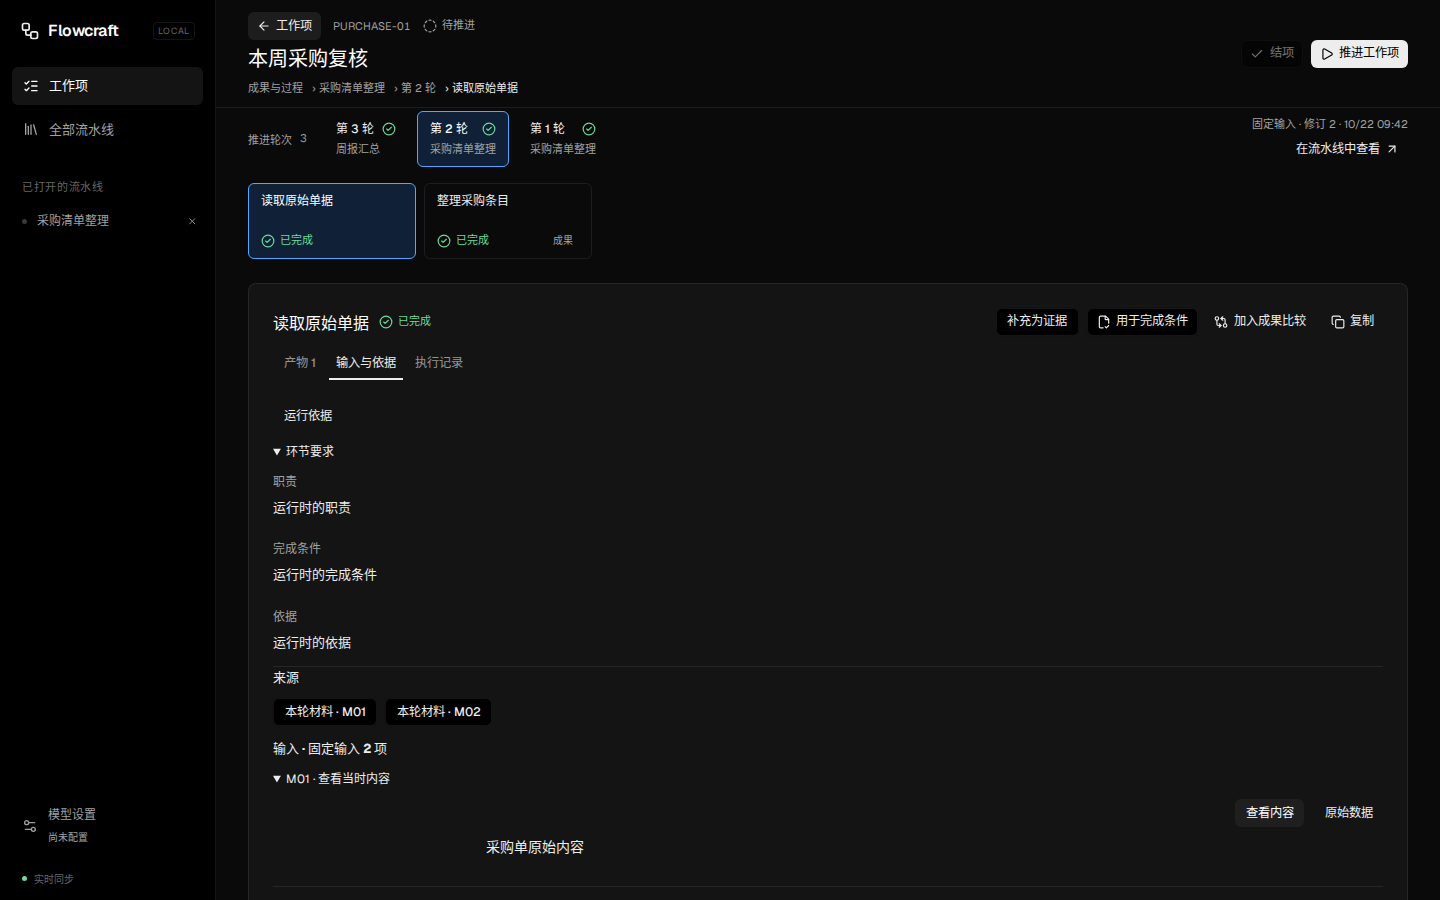 Flowcraft LOCAL
工作项
全部流水线
已打开的流水线
采购清单整理
模型设置
尚未配置
实时同步
工作项 PURCHASE-01 待推进
本周采购复核
成果与过程 › 采购清单整理 › 第 2 轮 › 读取原始单据
结项 推进工作项
推进轮次 3
第 3 轮
周报汇总
第 2 轮
采购清单整理
第 1 轮
采购清单整理
固定输入 · 修订 2 · 10/22 09:42
在流水线中查看
读取原始单据
已完成
整理采购条目
已完成 成果
读取原始单据 已完成
补充为证据 用于完成条件 加入成果比较 复制
产物 1 输入与依据 执行记录
运行依据
▼ 环节要求
职责
运行时的职责
完成条件
运行时的完成条件
依据
运行时的依据
来源
本轮材料 · M01 本轮材料 · M02
输入 · 固定输入 2 项
▼ M01 · 查看当时内容
查看内容 原始数据
采购单原始内容